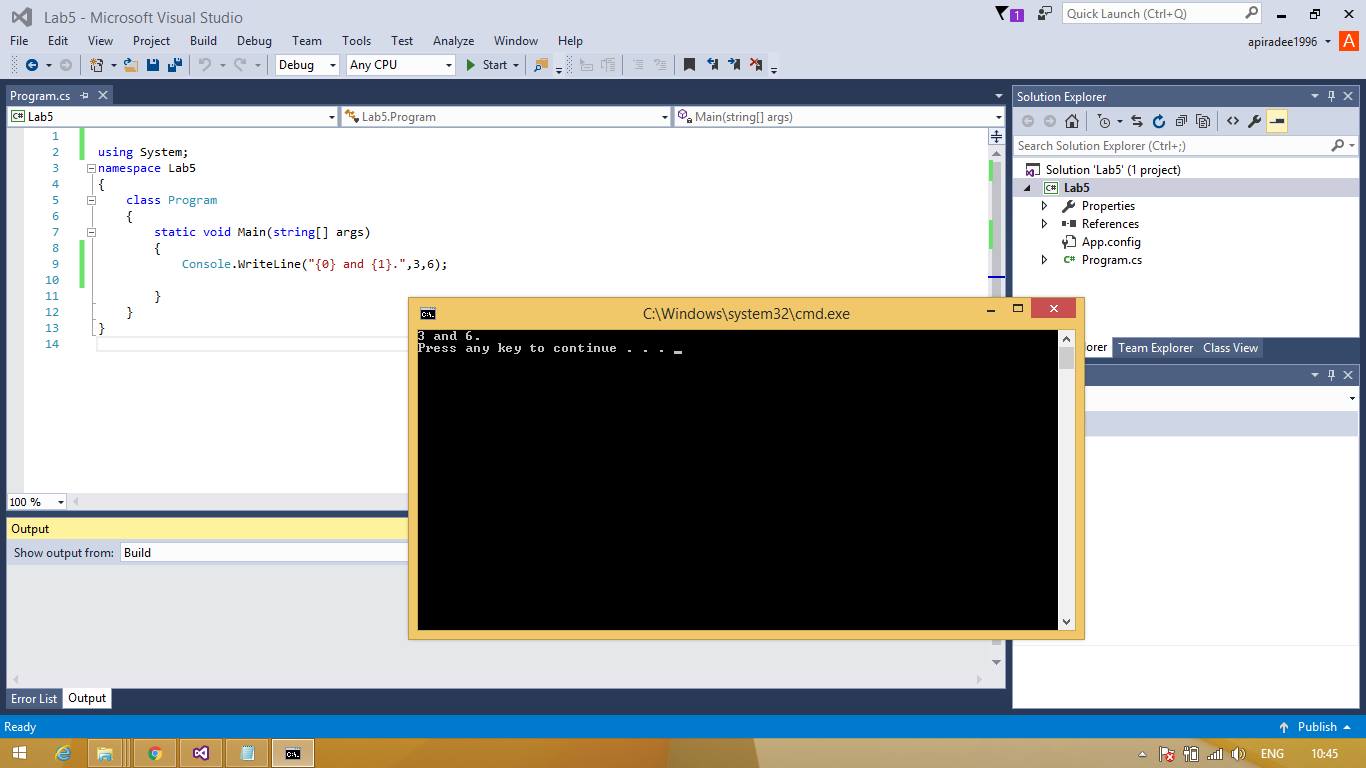 Lab5 - Microsoft Visual Studio
1
Quick Launch (Ctrl+Q)
File Edit View Project Build Debug Team Tools Test Analyze Window Help
apiradee1996
A
Debug
Any CPU
Start
Program.cs
C# Lab5
Lab5.Program
Main(string[] args)
1
2 using System;
3 namespace Lab5
4 {
5 class Program
6 {
7 static void Main(string[] args)
8 {
9 Console.WriteLine("{0} and {1}.",3,6);
10
11 }
12 }
13 }
14
100 %
Output
Show output from: Build
Error List Output
Solution Explorer
Search Solution Explorer (Ctrl+;)
Solution 'Lab5' (1 project)
C# Lab5
Properties
References
App.config
C# Program.cs
orer Team Explorer Class View
C:\Windows\system32\cmd.exe
3 and 6.
Press any key to continue . . . _
Ready
Publish
ENG 10:45